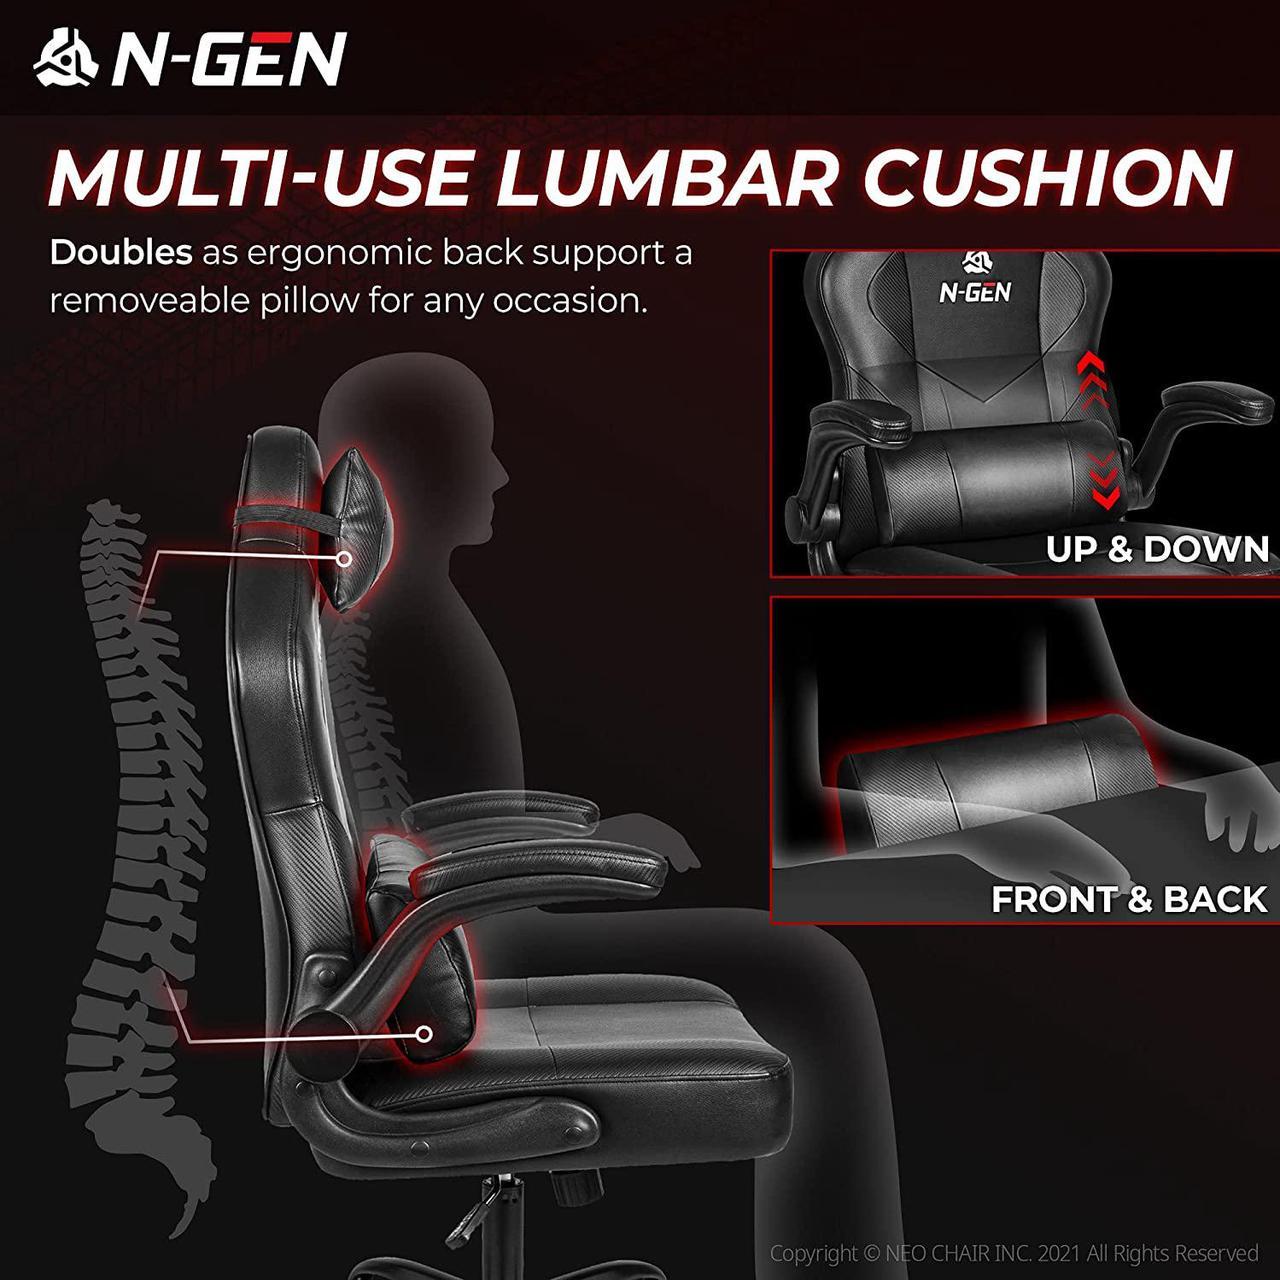 N-GEN
MULTI-USE LUMBAR CUSHION
Doubles as ergonomic back support a
removeable pillow for any occasion.
N-GEN
UP & DOWN
FRONT & BACK
Copyright © NEO CHAIR INC. 2021 All Rights Reserved